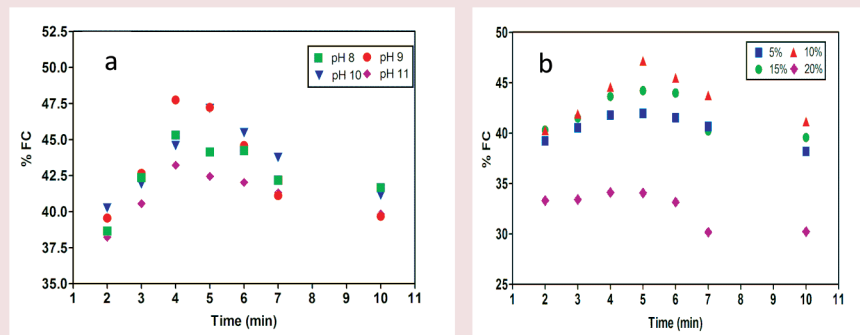 a
pH 8 pH 9
pH 10 pH 11
52.5
50.0
47.5
45.0
42.5
40.0
37.5
35.0
% FC
1 2 3 4 5 6 7 8 9 10 11
Time (min)
b
5% 10%
15% 20%
50
45
40
35
30
25
% FC
1 2 3 4 5 6 7 8 9 10 11
Time (min)